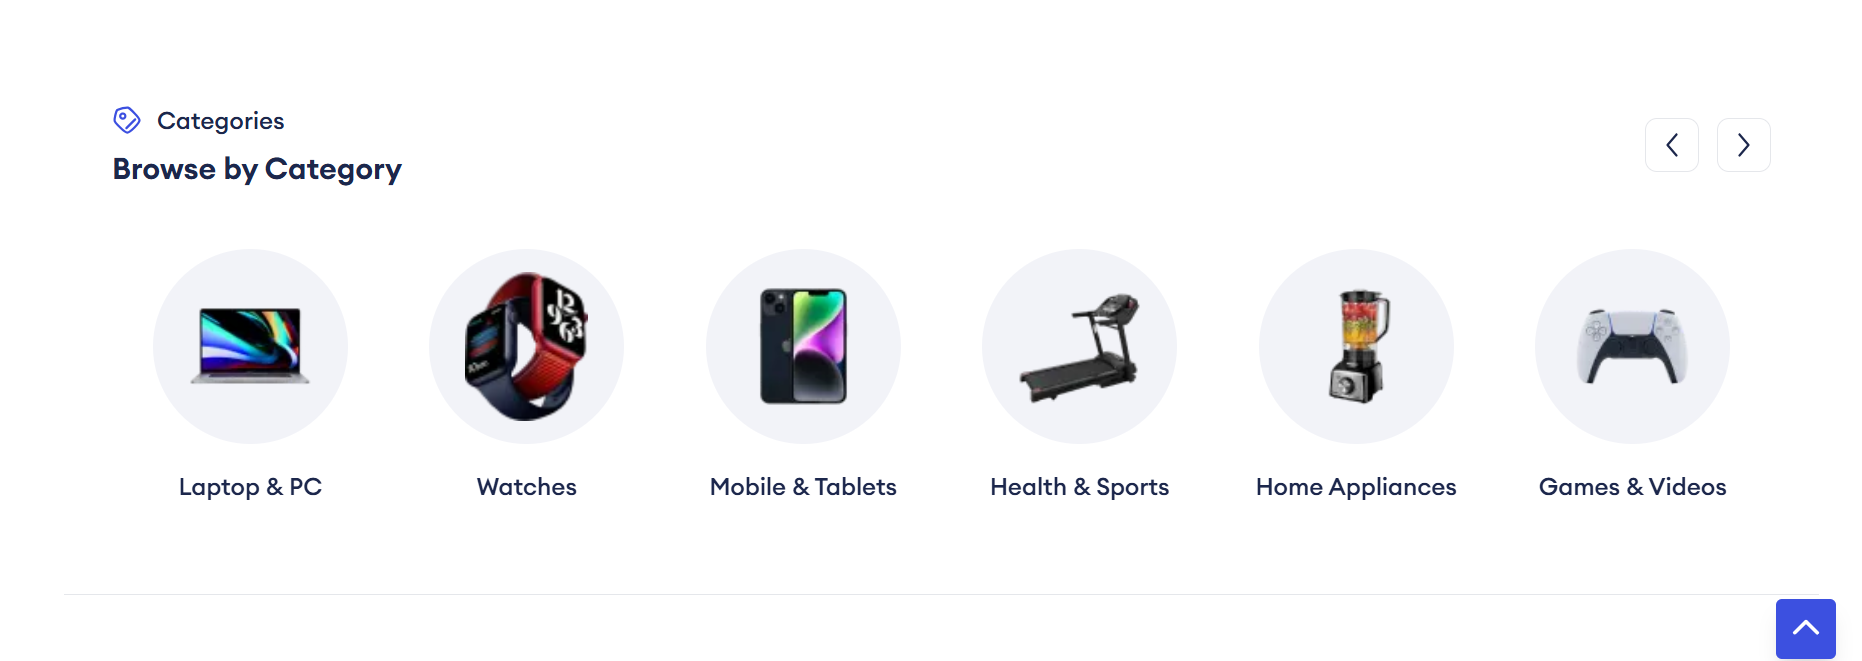 Categories
Browse by Category
Laptop & PC
Watches
Mobile & Tablets
Health & Sports
Home Appliances
Games & Videos